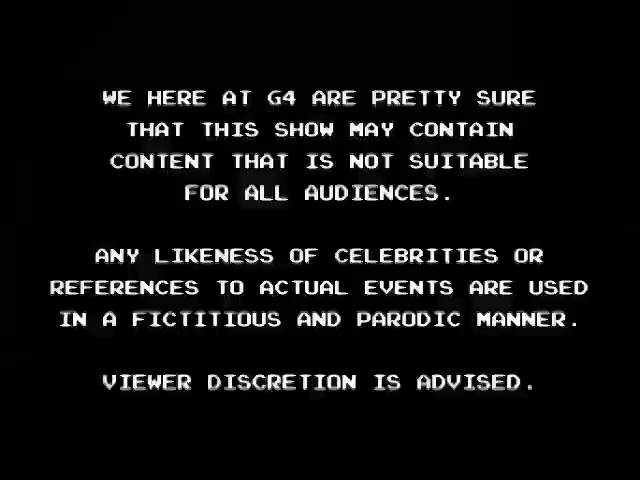 WE HERE AT G4 ARE PRETTY SURE
THAT THIS SHOW MAY CONTAIN
CONTENT THAT IS NOT SUITABLE
FOR ALL AUDIENCES.
ANY LIKENESS OF CELEBRITIES OR
REFERENCES TO ACTUAL EVENTS ARE USED
IN A FICTITIOUS AND PARODIC MANNER.
VIEWER DISCRETION IS ADVISED.